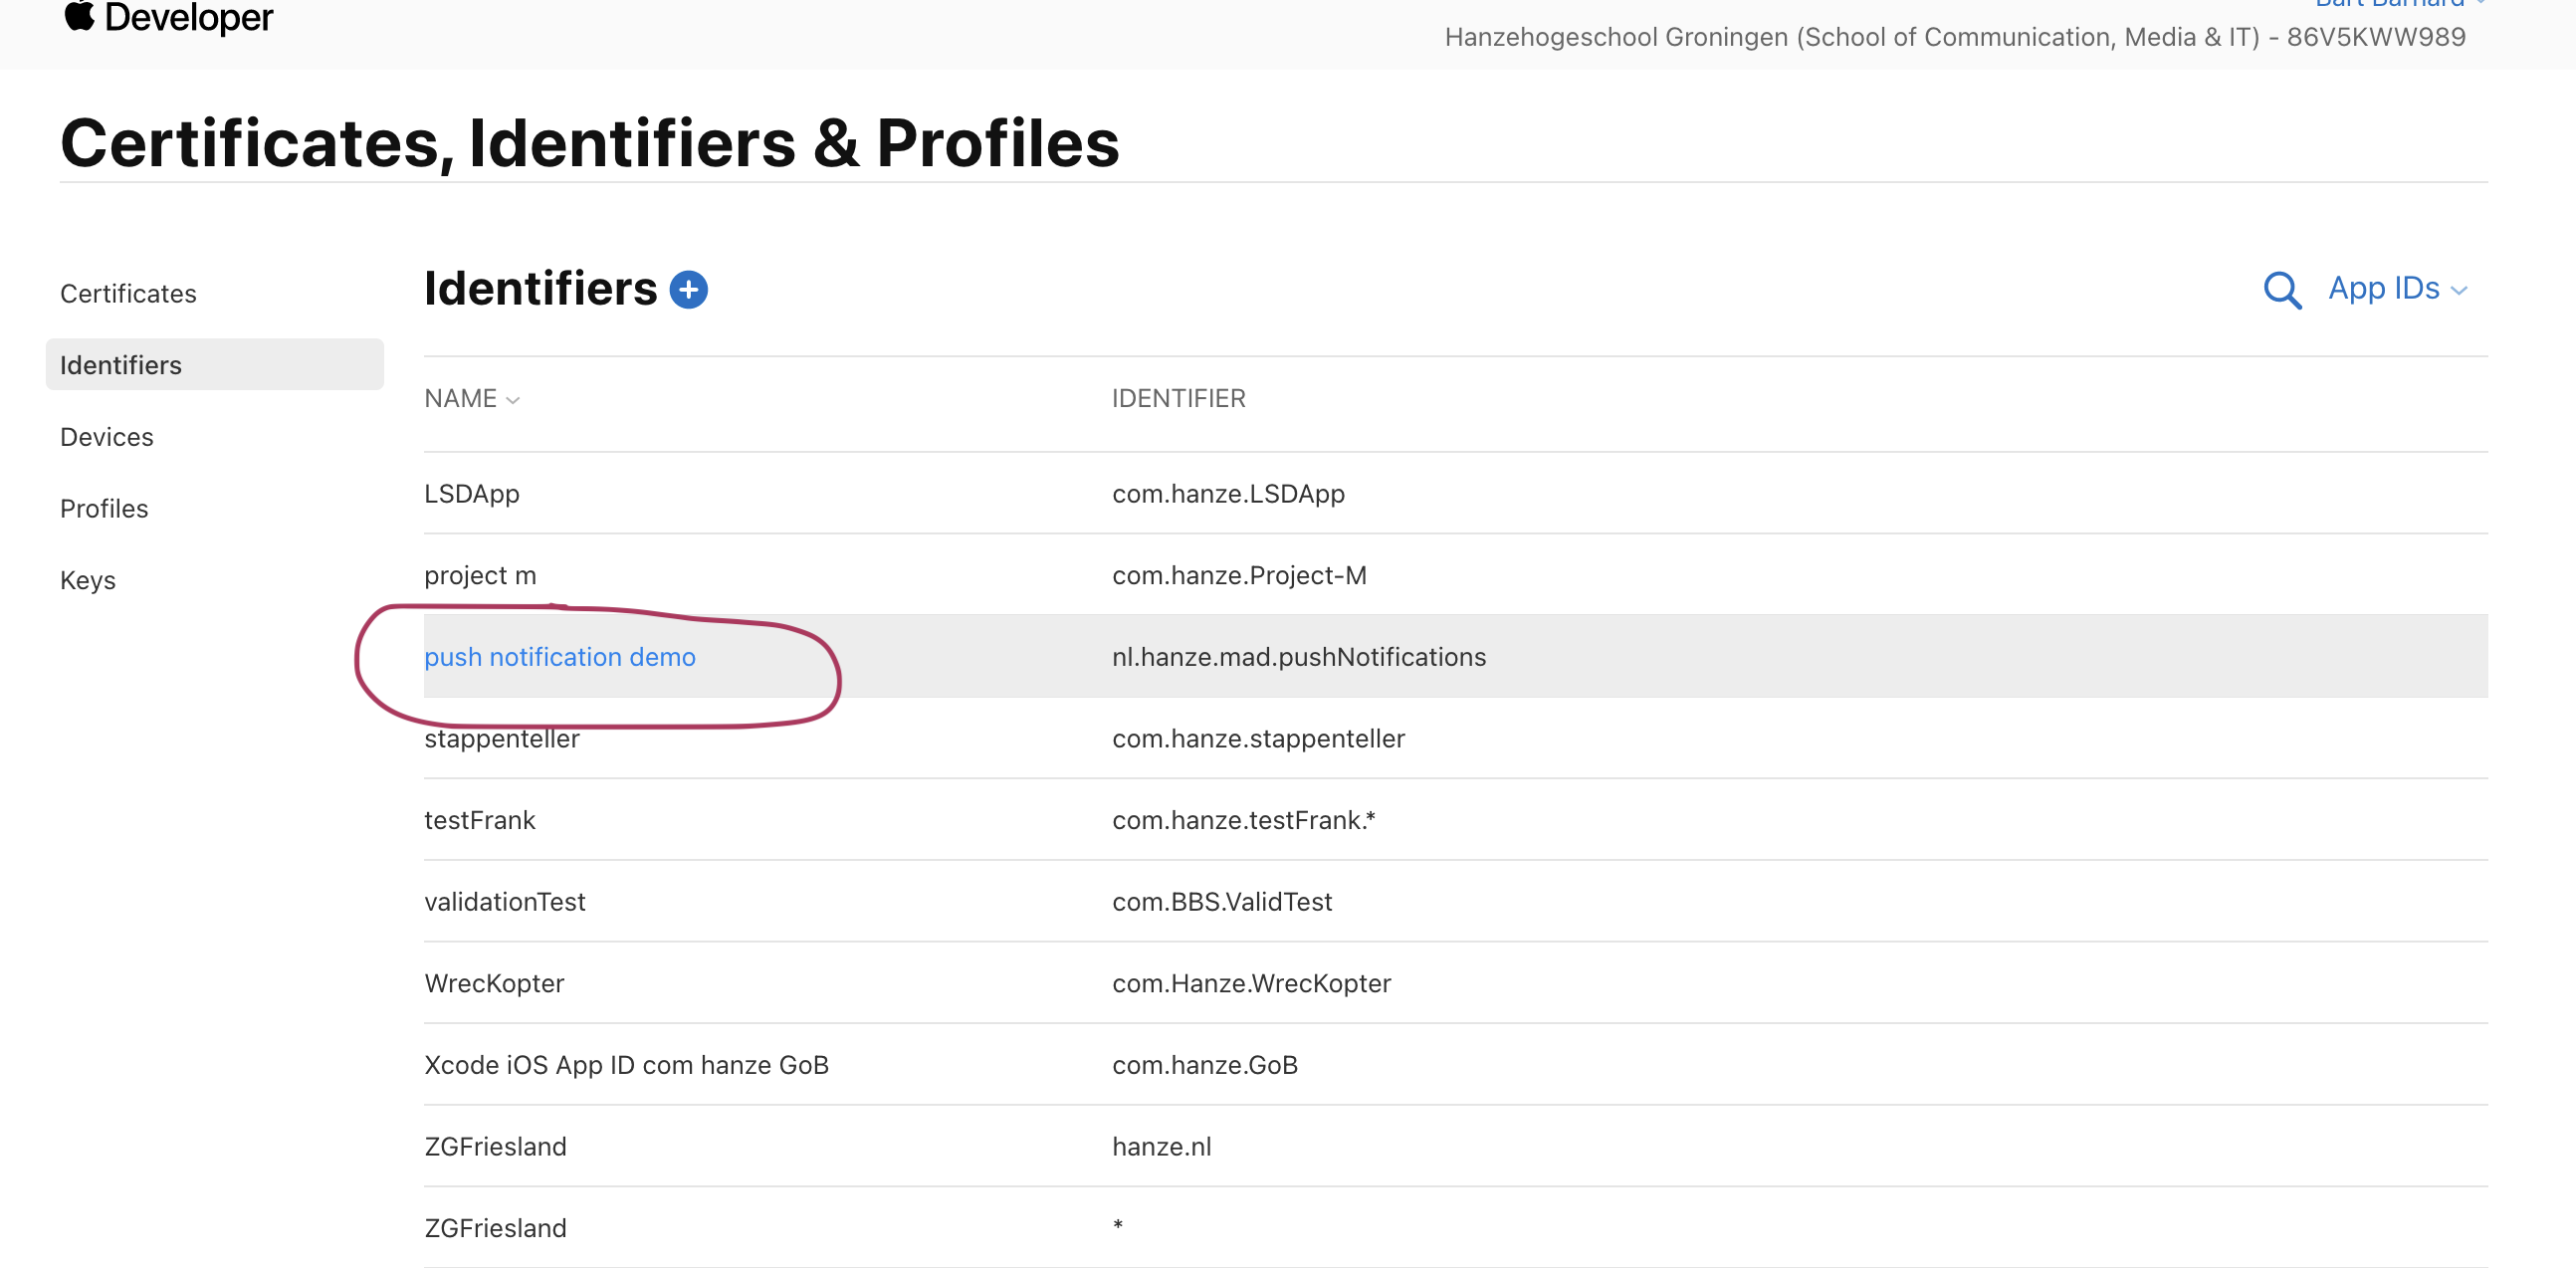 Developer
Bart Barnard
Hanzehogeschool Groningen (School of Communication, Media & IT) - 86V5KWW989
Certificates, Identifiers & Profiles
Certificates
Identifiers
Devices
Profiles
Keys
Identifiers
App IDs
NAME IDENTIFIER
LSDApp com.hanze.LSDApp
project m com.hanze.Project-M
push notification demo nl.hanze.mad.pushNotifications
stappenteller com.hanze.stappenteller
testFrank com.hanze.testFrank.*
validationTest com.BBS.ValidTest
WrecKopter com.Hanze.WrecKopter
Xcode iOS App ID com hanze GoB com.hanze.GoB
ZGFriesland hanze.nl
ZGFriesland *